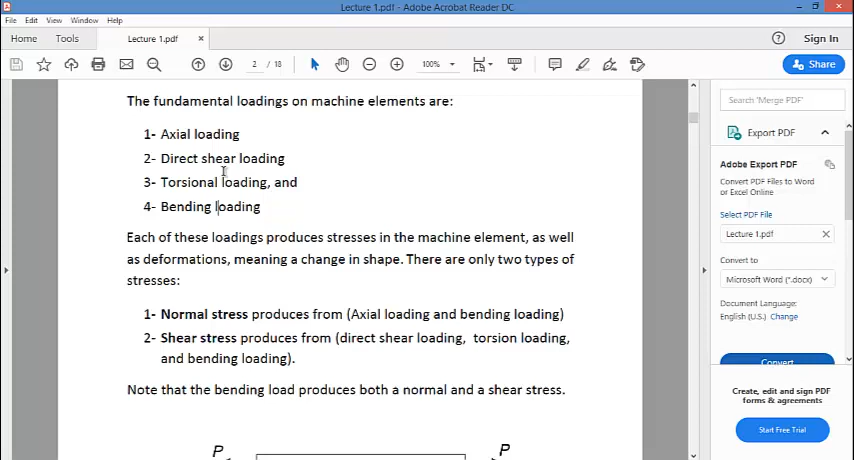 Lecture 1.pdf - Adobe Acrobat Reader DC
File Edit View Window Help
Home Tools Lecture 1.pdf × Sign In
2 / 18 100% Share
The fundamental loadings on machine elements are:
1- Axial loading
2- Direct shear loading
3- Torsional loading, and
4- Bending loading
Each of these loadings produces stresses in the machine element, as well
as deformations, meaning a change in shape. There are only two types of
stresses:
1- Normal stress produces from (Axial loading and bending loading)
2- Shear stress produces from (direct shear loading, torsion loading,
and bending loading).
Note that the bending load produces both a normal and a shear stress.
P P
Search 'Merge PDF'
Export PDF
Adobe Export PDF
Convert PDF Files to Word
or Excel Online
Select PDF File
Lecture 1.pdf
Convert to
Microsoft Word (*.docx)
Document Language:
English (U.S.) Change
Convert
Create, edit and sign PDF
forms & agreements
Start Free Trial